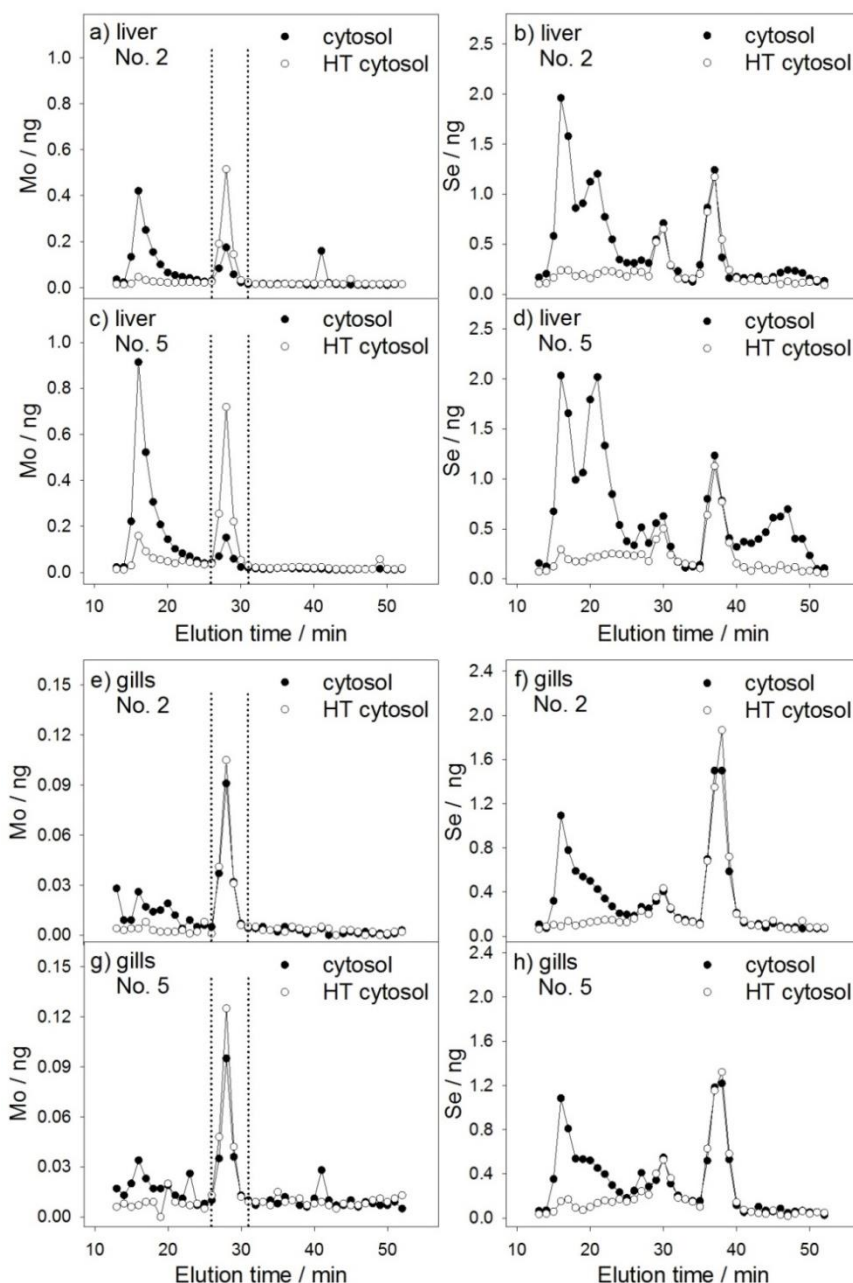 a) liver
No. 2
cytosol
HT cytosol
Mo / ng
1.0
0.8
0.6
0.4
0.2
0.0
b) liver
No. 2
cytosol
HT cytosol
Se / ng
2.5
2.0
1.5
1.0
0.5
0.0
c) liver
No. 5
cytosol
HT cytosol
Mo / ng
1.0
0.8
0.6
0.4
0.2
0.0
10 20 30 40 50
Elution time / min
d) liver
No. 5
cytosol
HT cytosol
Se / ng
2.5
2.0
1.5
1.0
0.5
0.0
10 20 30 40 50
Elution time / min
e) gills
No. 2
cytosol
HT cytosol
Mo / ng
0.15
0.12
0.09
0.06
0.03
0.00
f) gills
No. 2
cytosol
HT cytosol
Se / ng
2.4
2.0
1.6
1.2
0.8
0.4
0.0
g) gills
No. 5
cytosol
HT cytosol
Mo / ng
0.15
0.12
0.09
0.06
0.03
0.00
10 20 30 40 50
Elution time / min
h) gills
No. 5
cytosol
HT cytosol
Se / ng
2.4
2.0
1.6
1.2
0.8
0.4
0.0
10 20 30 40 50
Elution time / min